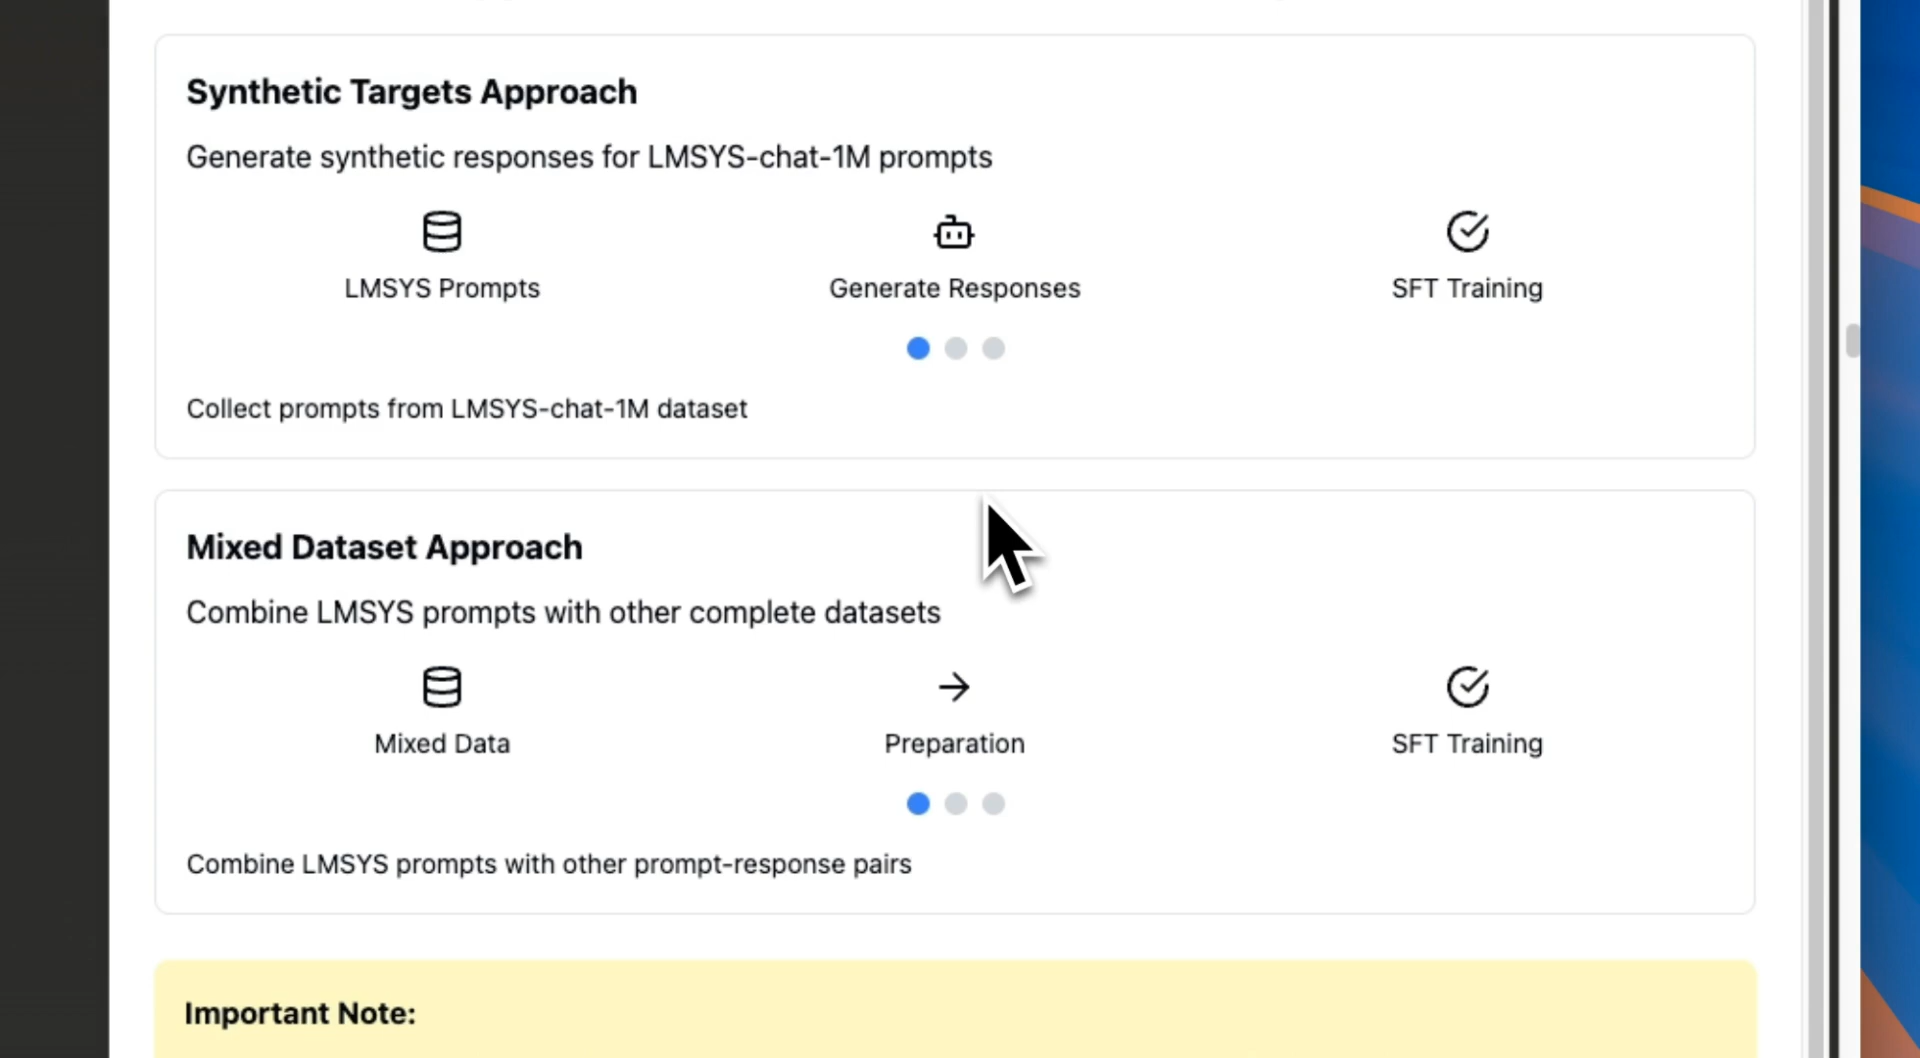 Synthetic Targets Approach
Generate synthetic responses for LMSYS-chat-1M prompts
LMSYS Prompts
Generate Responses
SFT Training
Collect prompts from LMSYS-chat-1M dataset
Mixed Dataset Approach
Combine LMSYS prompts with other complete datasets
Mixed Data
Preparation
SFT Training
Combine LMSYS prompts with other prompt-response pairs
Important Note: